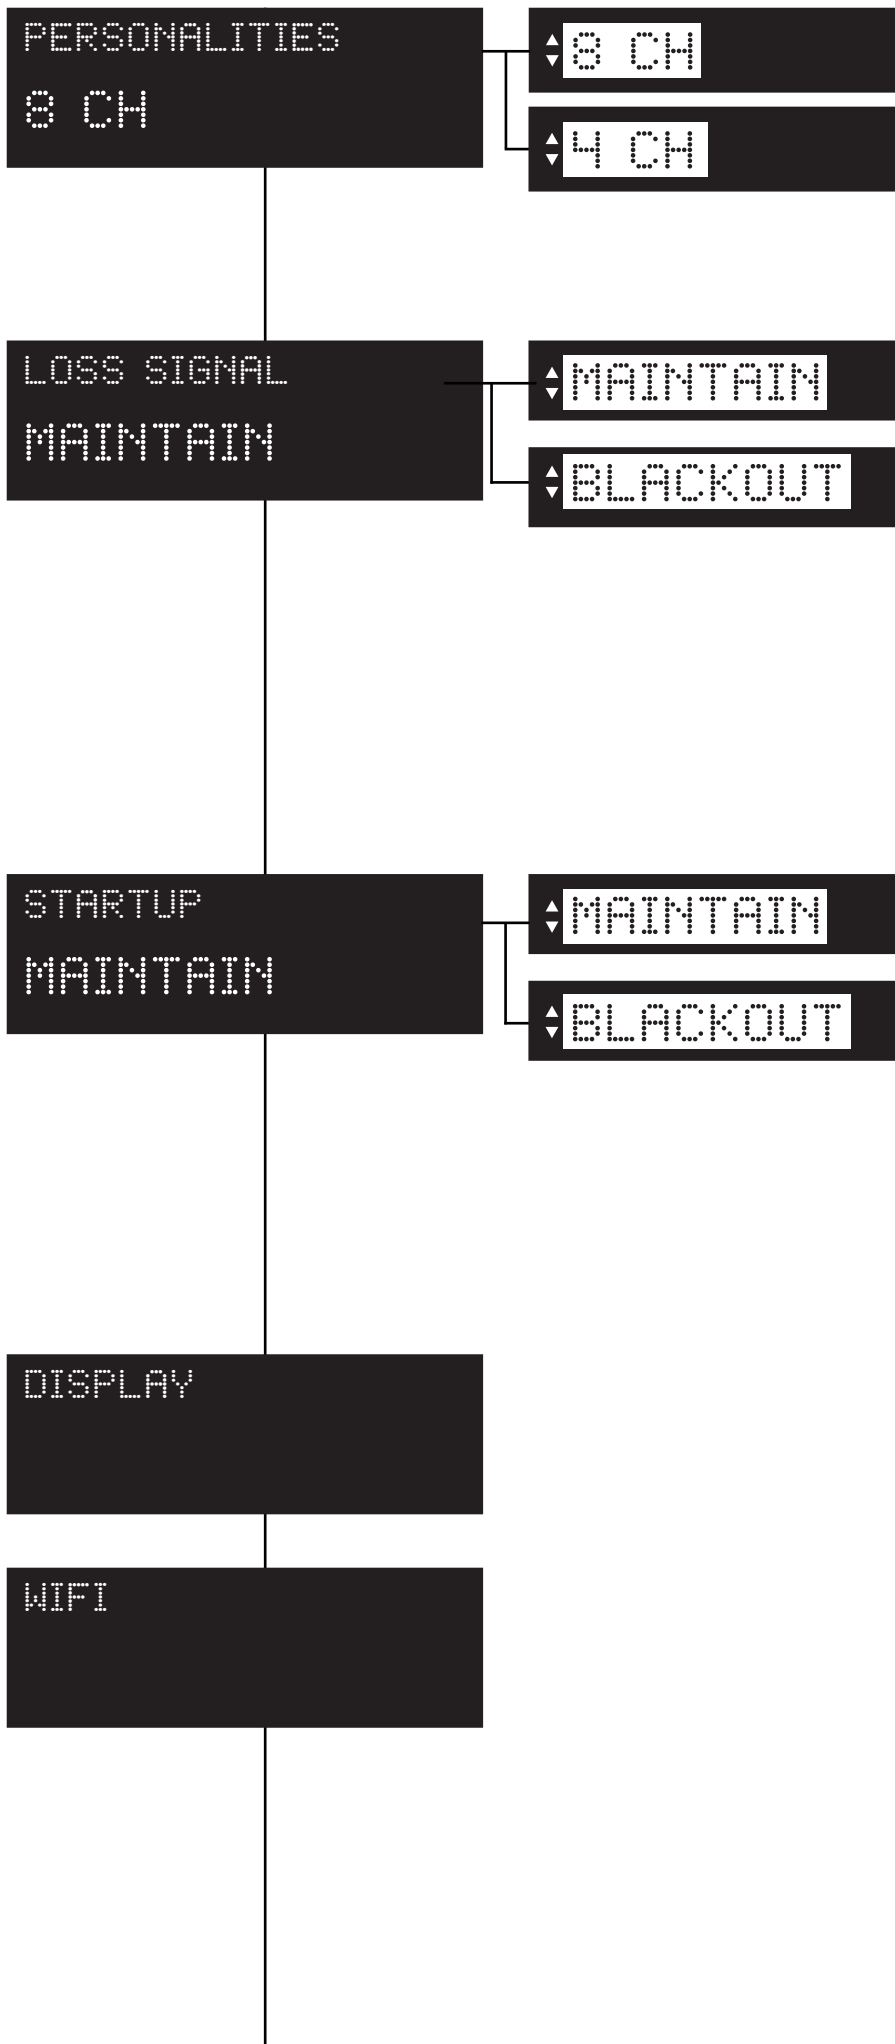 PERSONALITIES
8 CH
8 CH
4 CH
LOSS SIGNAL
MAINTAIN
MAINTAIN
BLACKOUT
STARTUP
MAINTAIN
MAINTAIN
BLACKOUT
DISPLAY
WIFI